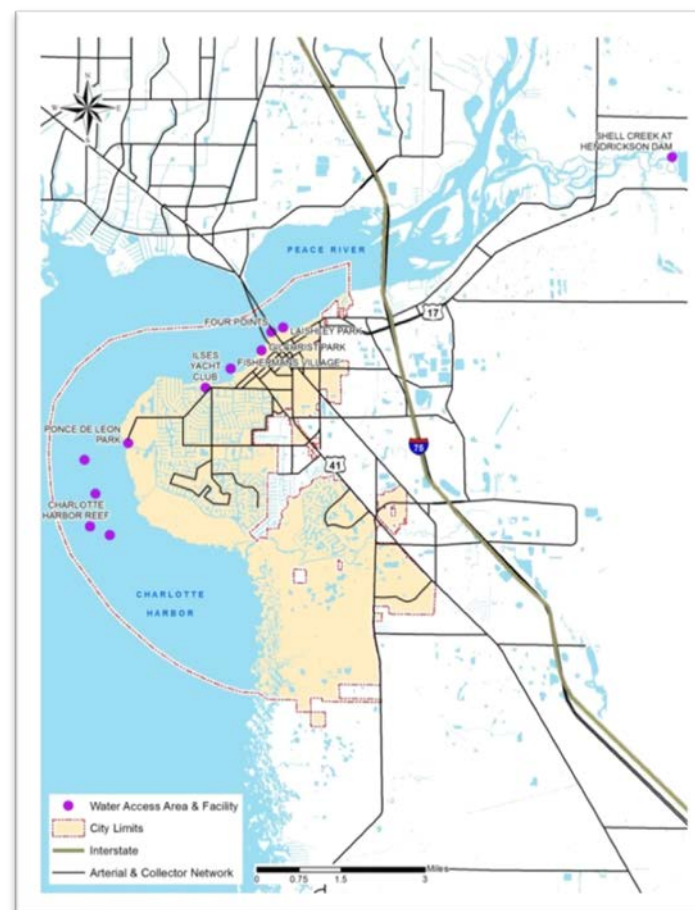 N
W
E
S
SHELL CREEK AT
HENDRICKSON DAM
PEACE RIVER
17
FOUR POINTS
LAISHLEY PARK
GILCHRIST PARK
ILSES
YACHT
CLUB
FISHERMANS VILLAGE
PONCE DE LEON
PARK
41
75
CHARLOTTE
HARBOR REEF
CHARLOTTE
HARBOR
Water Access Area & Facility
City Limits
Interstate
Arterial & Collector Network
Miles
0 0.75 1.5 3